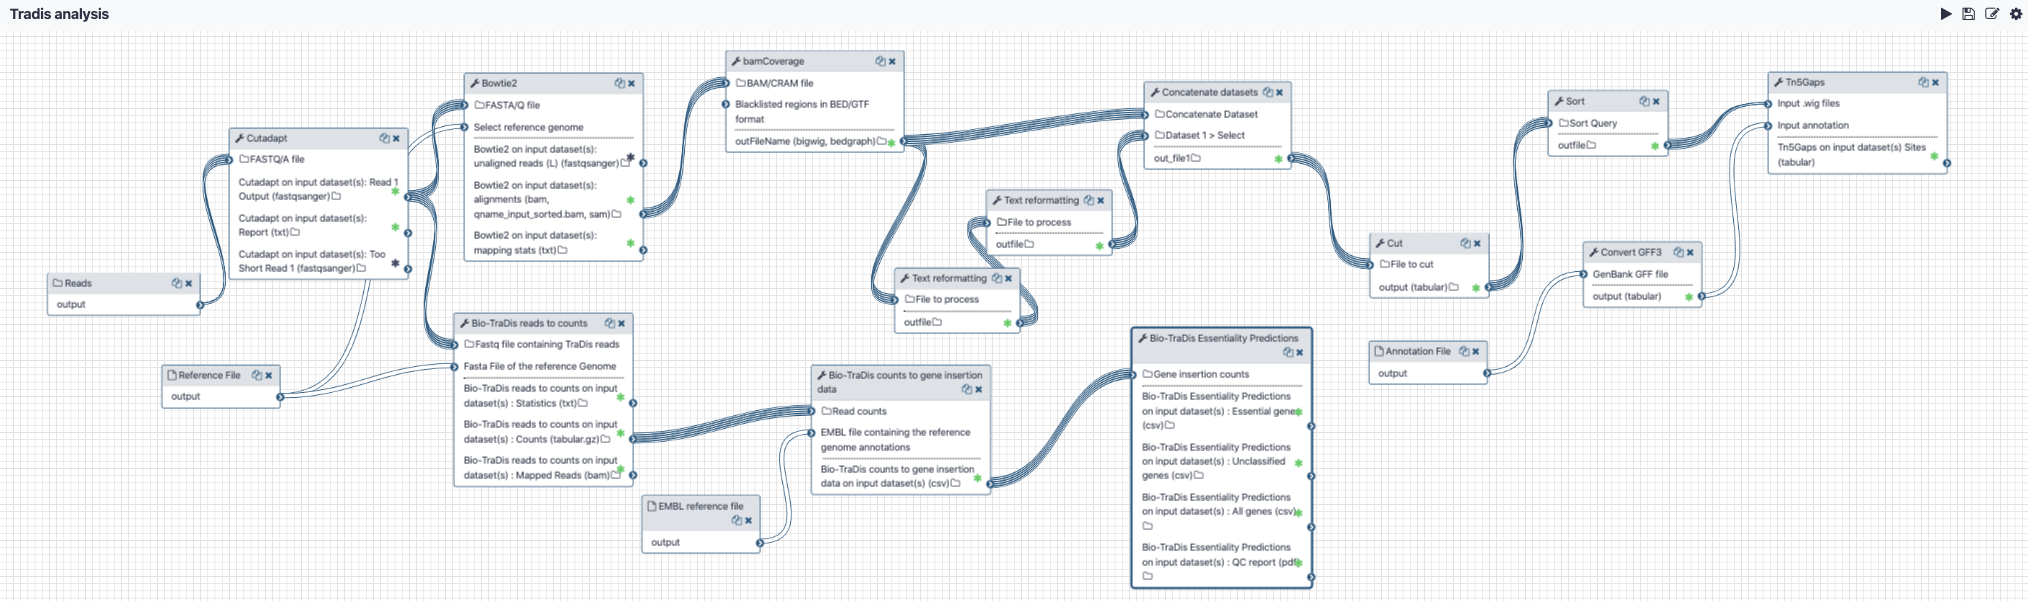 Tradis analysis
Reads
output
Reference File
output
Cutadapt
FASTQ/A file
Cutadapt on input dataset(s): Read 1
Output (fastqsanger)
Cutadapt on input dataset(s):
Report (txt)
Cutadapt on input dataset(s): Too
Short Read 1 (fastqsanger)
Bowtie2
FASTA/Q file
Select reference genome
Bowtie2 on input dataset(s):
unaligned reads (L) (fastqsanger)
Bowtie2 on input dataset(s):
alignments (bam,
qname_input_sorted.bam, sam)
Bowtie2 on input dataset(s):
mapping stats (txt)
Bio-TraDis reads to counts
Fastq file containing TraDis reads
Fasta File of the reference Genome
Bio-TraDis reads to counts on input
dataset(s) : Statistics (txt)
Bio-TraDis reads to counts on input
dataset(s) : Counts (tabular.gz)
Bio-TraDis reads to counts on input
dataset(s) : Mapped Reads (bam)
EMBL reference file
output
bamCoverage
BAM/CRAM file
Blacklisted regions in BED/GTF
format
outFileName (bigwig, bedgraph)
Bio-TraDis counts to gene insertion
data
Read counts
EMBL file containing the reference
genome annotations
Bio-TraDis counts to gene insertion
data on input dataset(s) (csv)
Text reformatting
File to process
outfile
Text reformatting
File to process
outfile
Concatenate datasets
Concatenate Dataset
Dataset 1 > Select
out_file1
Bio-TraDis Essentiality Predictions
Gene insertion counts
Bio-TraDis Essentiality Predictions
on input dataset(s) : Essential genes
(csv)
Bio-TraDis Essentiality Predictions
on input dataset(s) : Unclassified
genes (csv)
Bio-TraDis Essentiality Predictions
on input dataset(s) : All genes (csv)
Bio-TraDis Essentiality Predictions
on input dataset(s) : QC report (pdf)
Cut
File to cut
output (tabular)
Annotation File
output
Sort
Sort Query
outfile
Convert GFF3
GenBank GFF file
output (tabular)
Tn5Gaps
Input .wig files
Input annotation
Tn5Gaps on input dataset(s) Sites
(tabular)